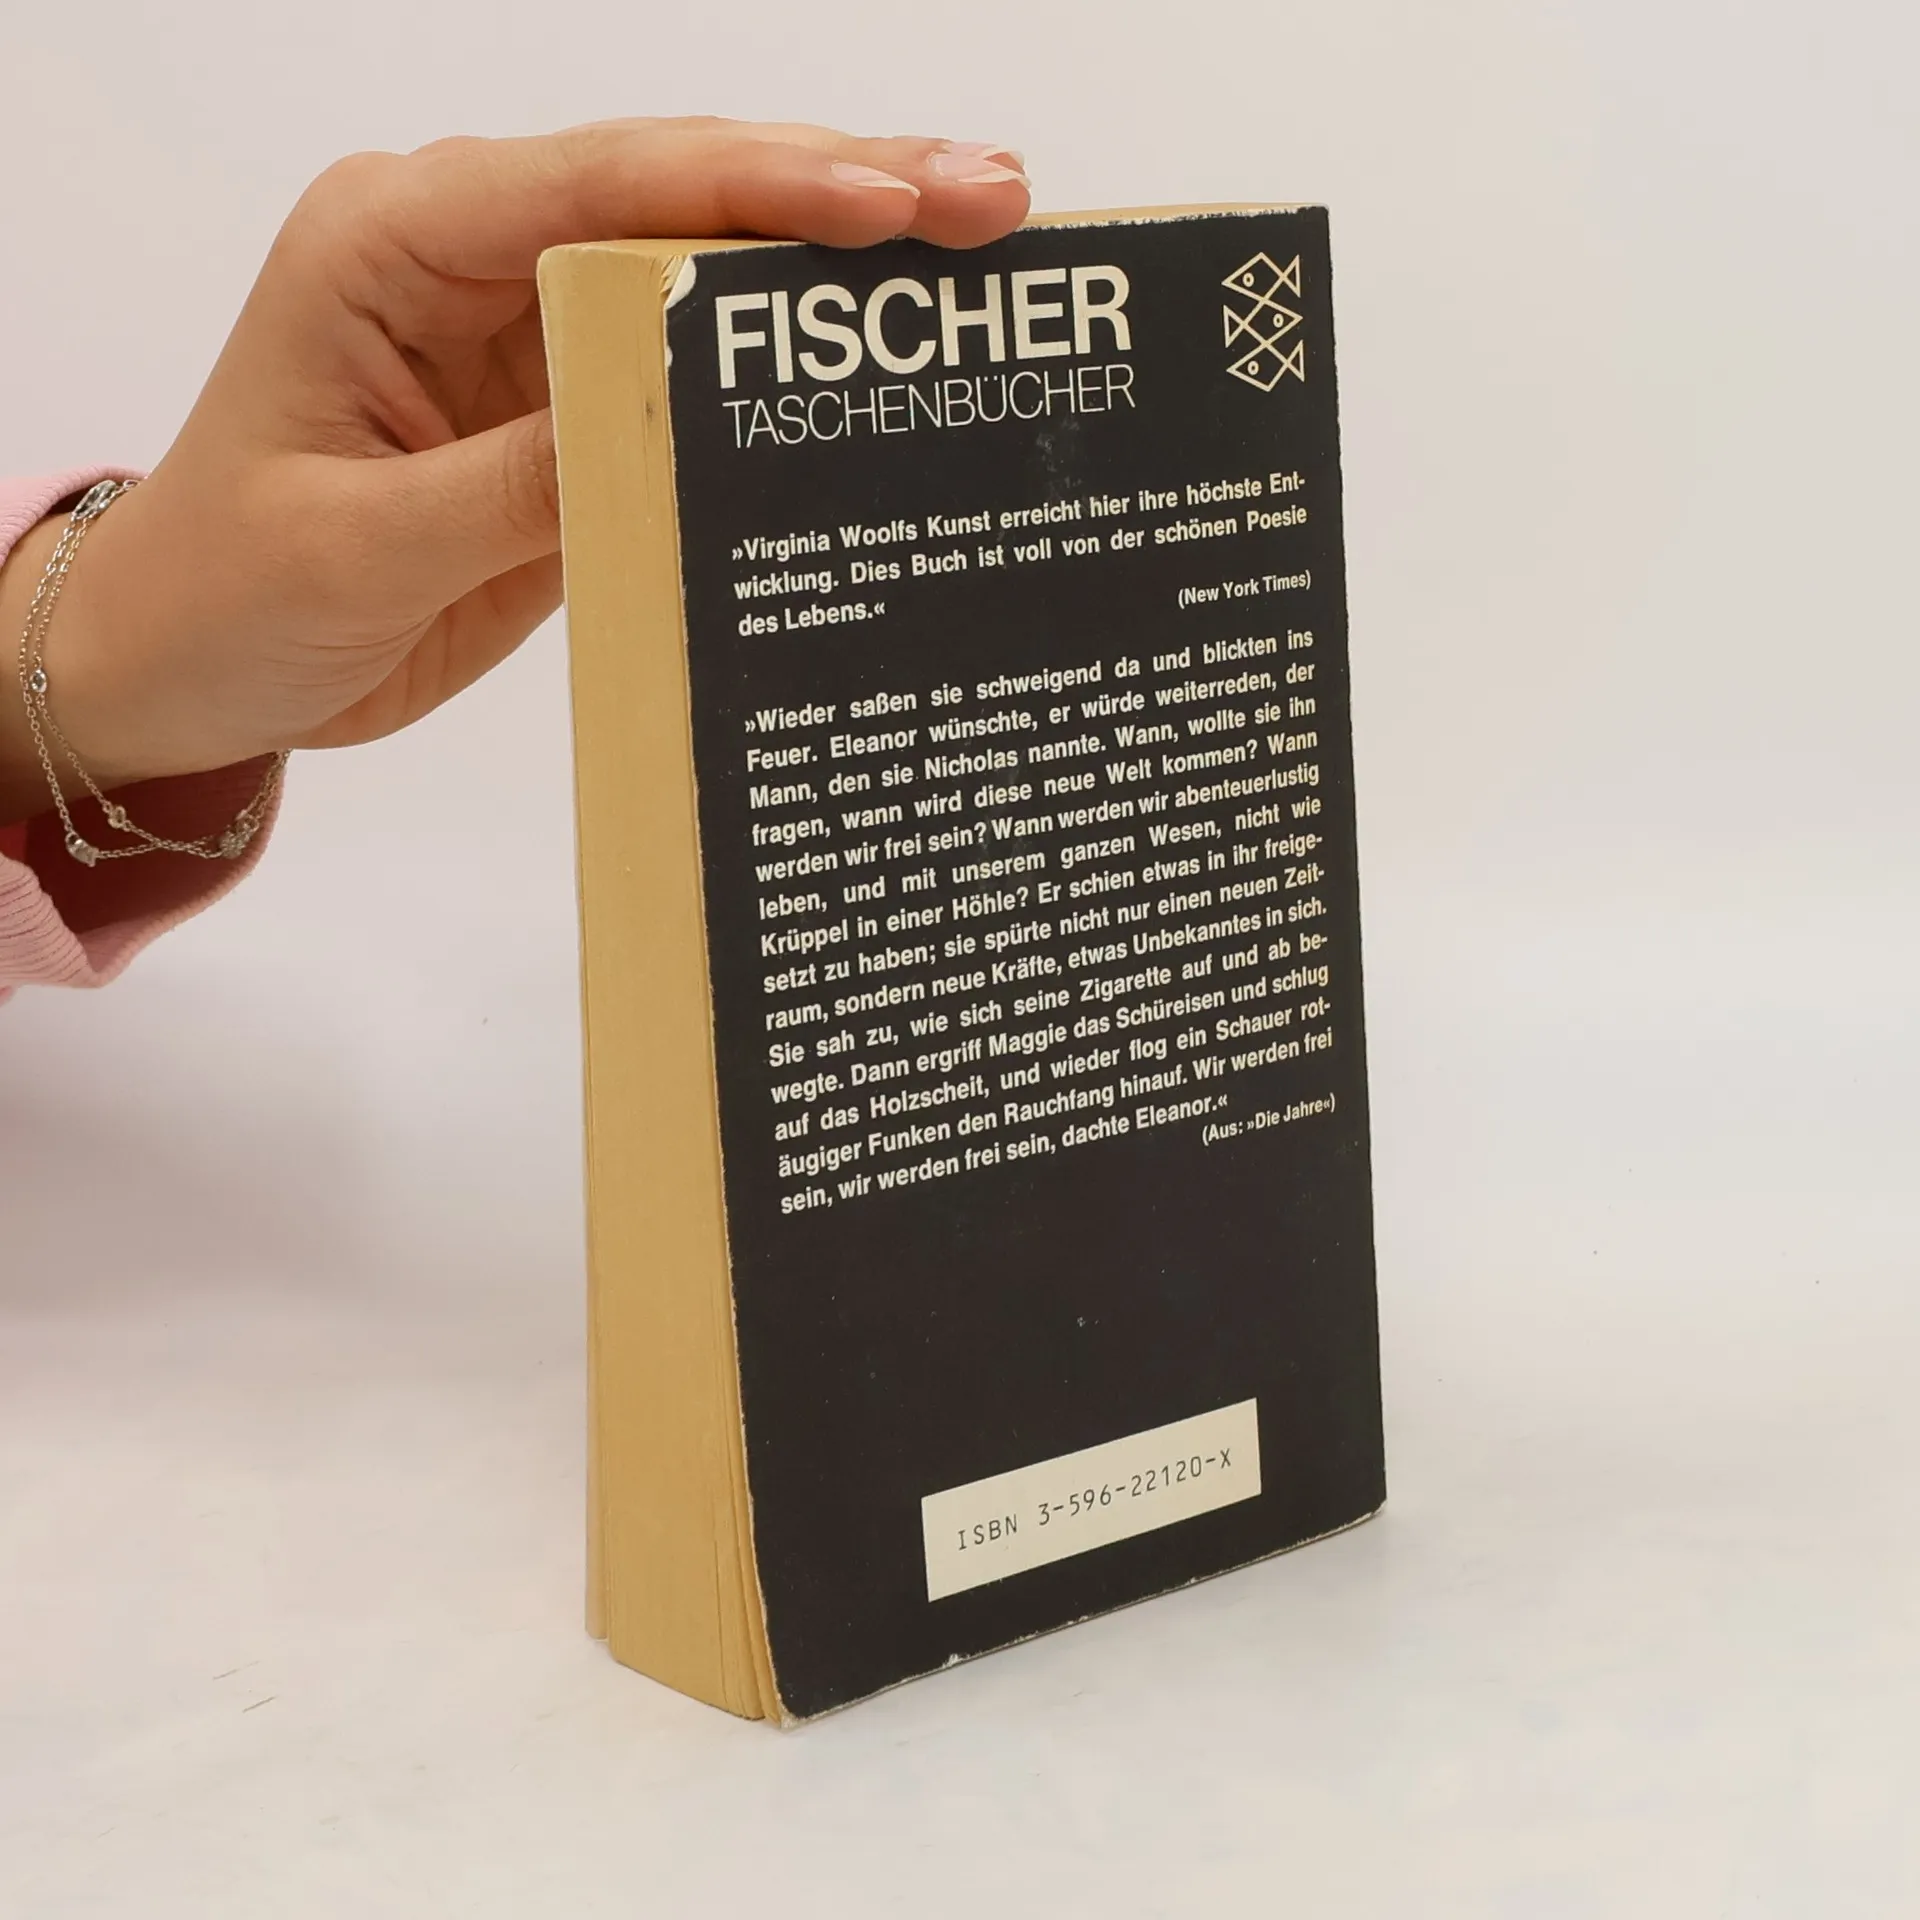 FISCHER
TASCHENBÜCHER
»Virginia Woolfs Kunst erreicht hier ihre höchste Ent-
wicklung. Dies Buch ist voll von der schönen Poesie
des Lebens.« (New York Times)
»Wieder saßen sie schweigend da und blickten ins
Feuer. Eleanor wünschte, er würde weiterreden, der
Mann, den sie Nicholas nannte. Wann, wollte sie ihn
fragen, wann wird diese neue Welt kommen? Wann
werden wir frei sein? Wann werden wir abenteuerlustig
leben, und mit unserem ganzen Wesen, nicht wie
Krüppel in einer Höhle? Er schien etwas in ihr freige-
setzt zu haben; sie spürte nicht nur einen neuen Zeit-
raum, sondern neue Kräfte, etwas Unbekanntes in sich.
Sie sah zu, wie sich seine Zigarette auf und ab be-
wegte. Dann ergriff Maggie das Schüreisen und schlug
auf das Holzscheit, und wieder flog ein Schauer rot-
äugiger Funken den Rauchfang hinauf. Wir werden frei
sein, wir werden frei sein, dachte Eleanor.«
(Aus: »Die Jahre«)
ISBN 3-596-22120-X